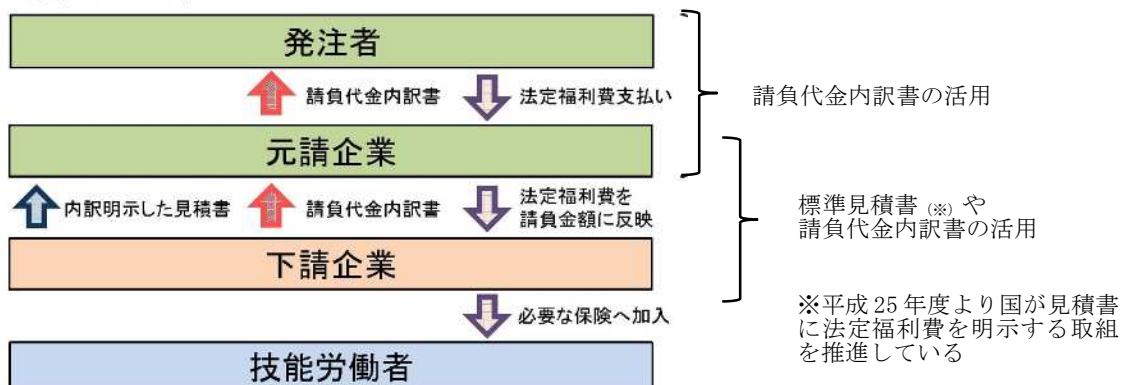 発注者
請負代金内訳書
法定福利費支払い
請負代金内訳書の活用
元請企業
内訳明示した見積書
請負代金内訳書
法定福利費を
請負金額に反映
標準見積書 (※) や
請負代金内訳書の活用
下請企業
必要な保険へ加入
※平成 25 年度より国が見積書
に法定福利費を明示する取組
を推進している
技能労働者